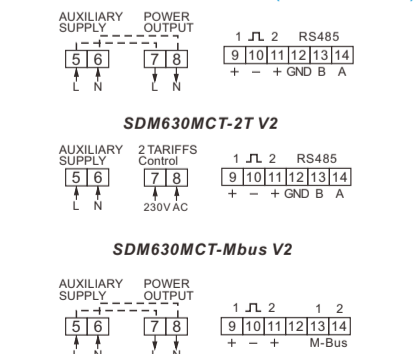 AUXILIARY POWER
SUPPLY OUTPUT
1 2 RS485
5 6 7 8 9 10 11 12 13 14
+ – + GND B A
L N L N
SDM630MCT-2T V2
AUXILIARY 2 TARIFFS
SUPPLY Control
1 2 RS485
5 6 7 8 9 10 11 12 13 14
+ – + GND B A
L N 230V AC
SDM630MCT-Mbus V2
AUXILIARY POWER
SUPPLY OUTPUT
1 2 1 2
5 6 7 8 9 10 11 12 13 14
+ – + M-Bus
L N L N